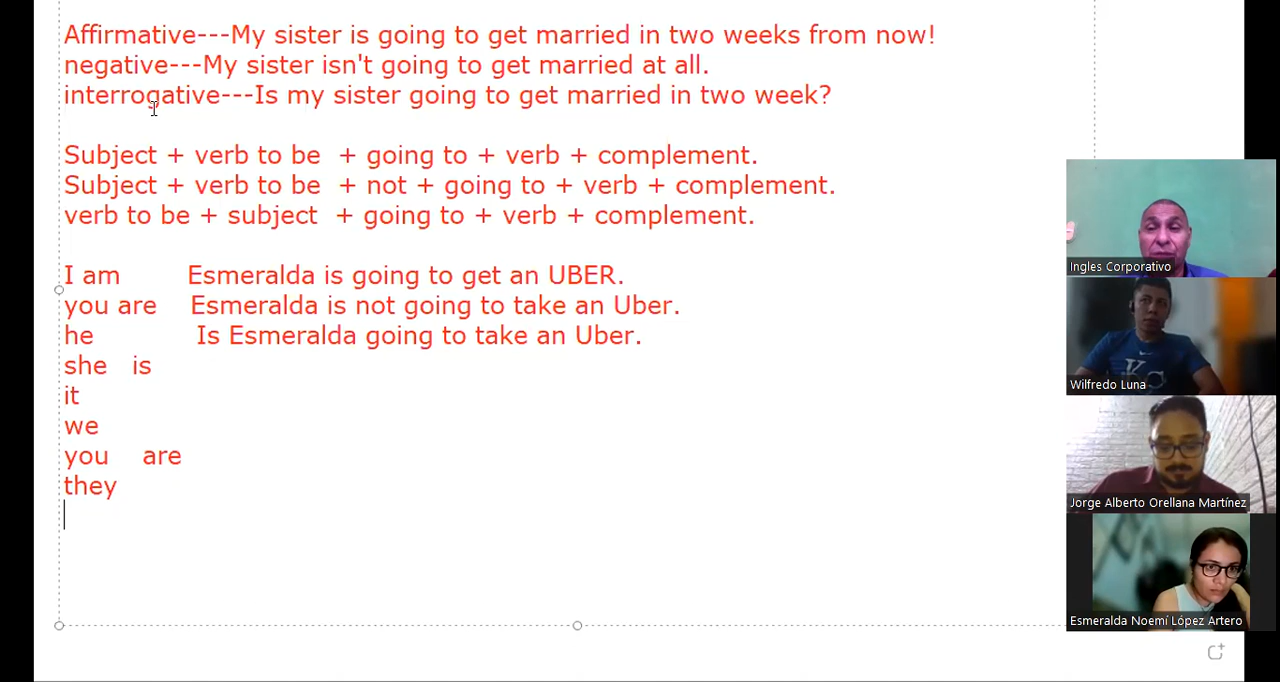 Affirmative---My sister is going to get married in two weeks from now!
negative---My sister isn't going to get married at all.
interrogative---Is my sister going to get married in two week?
Subject + verb to be + going to + verb + complement.
Subject + verb to be + not + going to + verb + complement.
verb to be + subject + going to + verb + complement.
I am Esmeralda is going to get an UBER.
you are Esmeralda is not going to take an Uber.
he Is Esmeralda going to take an Uber.
she is
it
we
you are
they
Ingles Corporativo
Wilfredo Luna
Jorge Alberto Orellana Martínez
Esmeralda Noemí López Artero